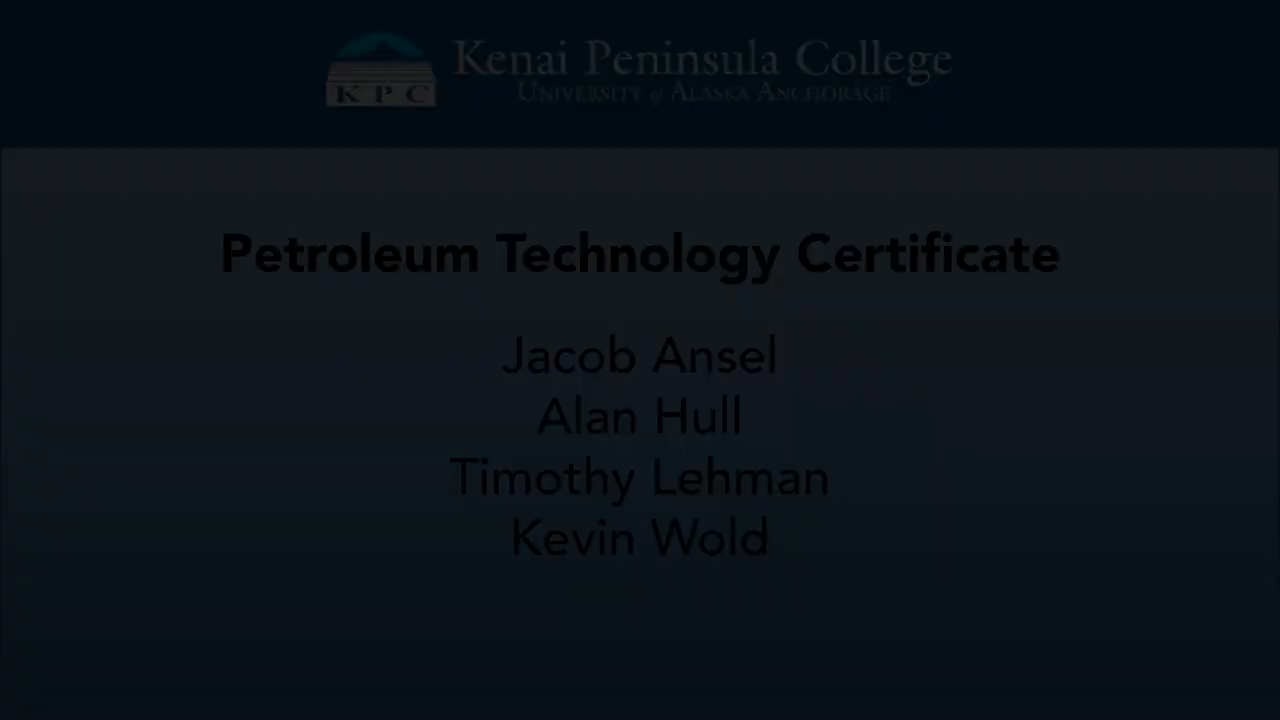 KPC
Kenai Peninsula College
UNIVERSITY of ALASKA ANCHORAGE
Petroleum Technology Certificate
Jacob Ansel
Alan Hull
Timothy Lehman
Kevin Wold